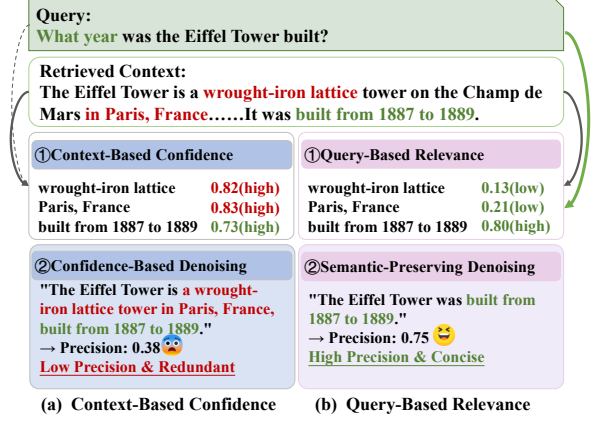 Query:
What year was the Eiffel Tower built?
Retrieved Context:
The Eiffel Tower is a wrought-iron lattice tower on the Champ de
Mars in Paris, France……It was built from 1887 to 1889.
①Context-Based Confidence
wrought-iron lattice 0.82(high)
Paris, France 0.83(high)
built from 1887 to 1889 0.73(high)
②Confidence-Based Denoising
"The Eiffel Tower is a wrought-
iron lattice tower in Paris, France,
built from 1887 to 1889."
→ Precision: 0.38
Low Precision & Redundant
(a) Context-Based Confidence
①Query-Based Relevance
wrought-iron lattice 0.13(low)
Paris, France 0.21(low)
built from 1887 to 1889 0.80(high)
②Semantic-Preserving Denoising
"The Eiffel Tower was built from
1887 to 1889."
→ Precision: 0.75
High Precision & Concise
(b) Query-Based Relevance